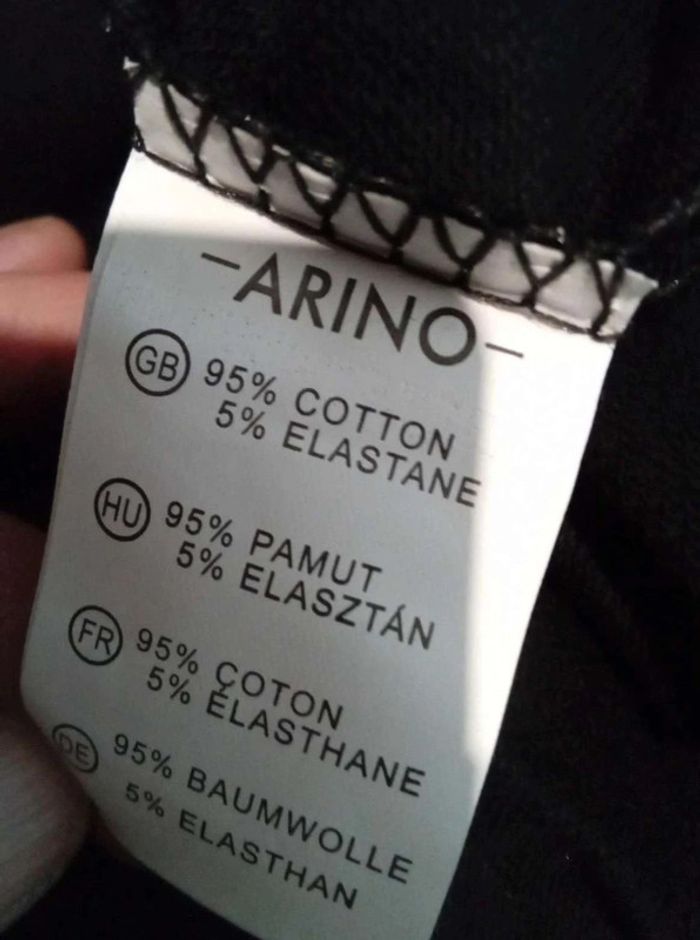 -ARINO-
GB 95% COTTON
5% ELASTANE
HU 95% PAMUT
5% ELASZTÁN
FR 95% COTON
5% ÉLASTHANE
DE 95% BAUMWOLLE
5% ELASTHAN